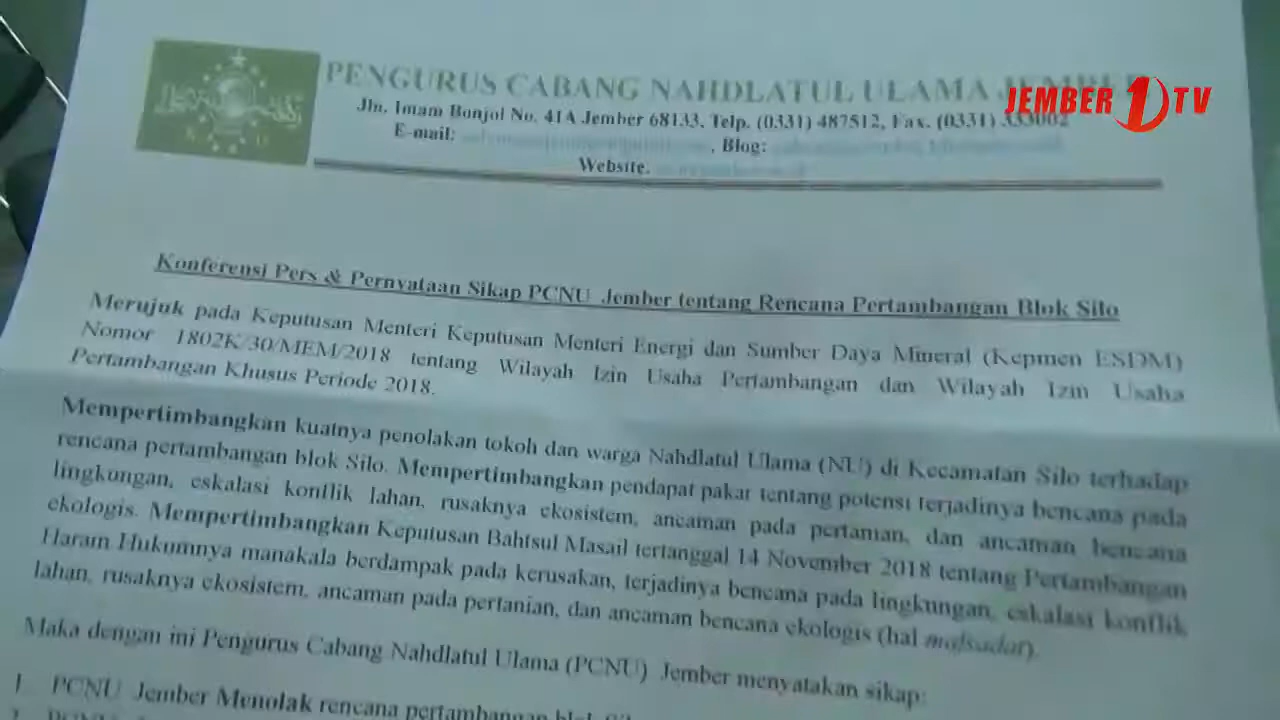 PENGURUS CABANG NAHDLATUL ULAMA JEMBER
JEMBER 1 TV
Jln. Imam Bonjol No. 41A Jember 68133, Telp. (0331) 487512, Fax. (0331) 333002
E-mail: , Blog:
Website.
Konferensi Pers & Pernyataan Sikap PCNU Jember tentang Rencana Pertambangan Blok Silo
Merujuk pada Keputusan Menteri Keputusan Menteri Energi dan Sumber Daya Mineral (Kepmen ESDM)
Nomor 1802K/30/MEM/2018 tentang Wilayah Izin Usaha Pertambangan dan Wilayah Izin Usaha
Pertambangan Khusus Periode 2018.
Mempertimbangkan kuatnya penolakan tokoh dan warga Nahdlatul Ulama (NU) di Kecamatan Silo terhadap
rencana pertambangan blok Silo. Mempertimbangkan pendapat pakar tentang potensi terjadinya bencana pada
lingkungan, eskalasi konflik lahan, rusaknya ekosistem, ancaman pada pertaman, dan ancaman bencana
ekologis. Mempertimbangkan Keputusan Bahtsul Masail tertanggal 14 November 2018 tentang Pertambangan
Haram Hukumnya manakala berdampak pada kerusakan, terjadinya bencana pada lingkungan, eskalasi konflik
lahan, rusaknya ekosistem, ancaman pada pertanian, dan ancaman bencana ekologis (hal mafsadat).
Maka dengan ini Pengurus Cabang Nahdlatul Ulama (PCNU) Jember menyatakan sikap:
1. PCNU Jember Menolak rencana pertambangan blok